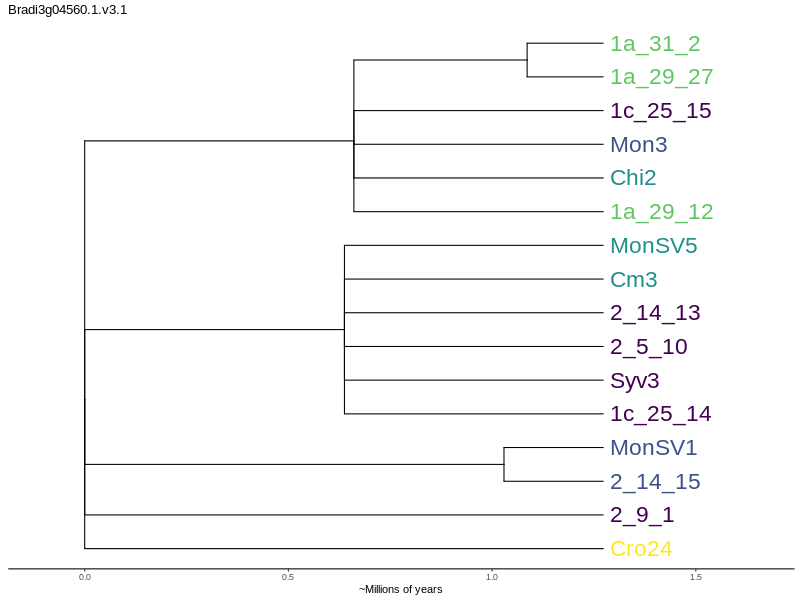 Bradi3g04560.1.v3.1
1a_31_2
1a_29_27
1c_25_15
Mon3
Chi2
1a_29_12
MonSV5
Cm3
2_14_13
2_5_10
Syv3
1c_25_14
MonSV1
2_14_15
2_9_1
Cro24
0.0 0.5 1.0 1.5
~Millions of years